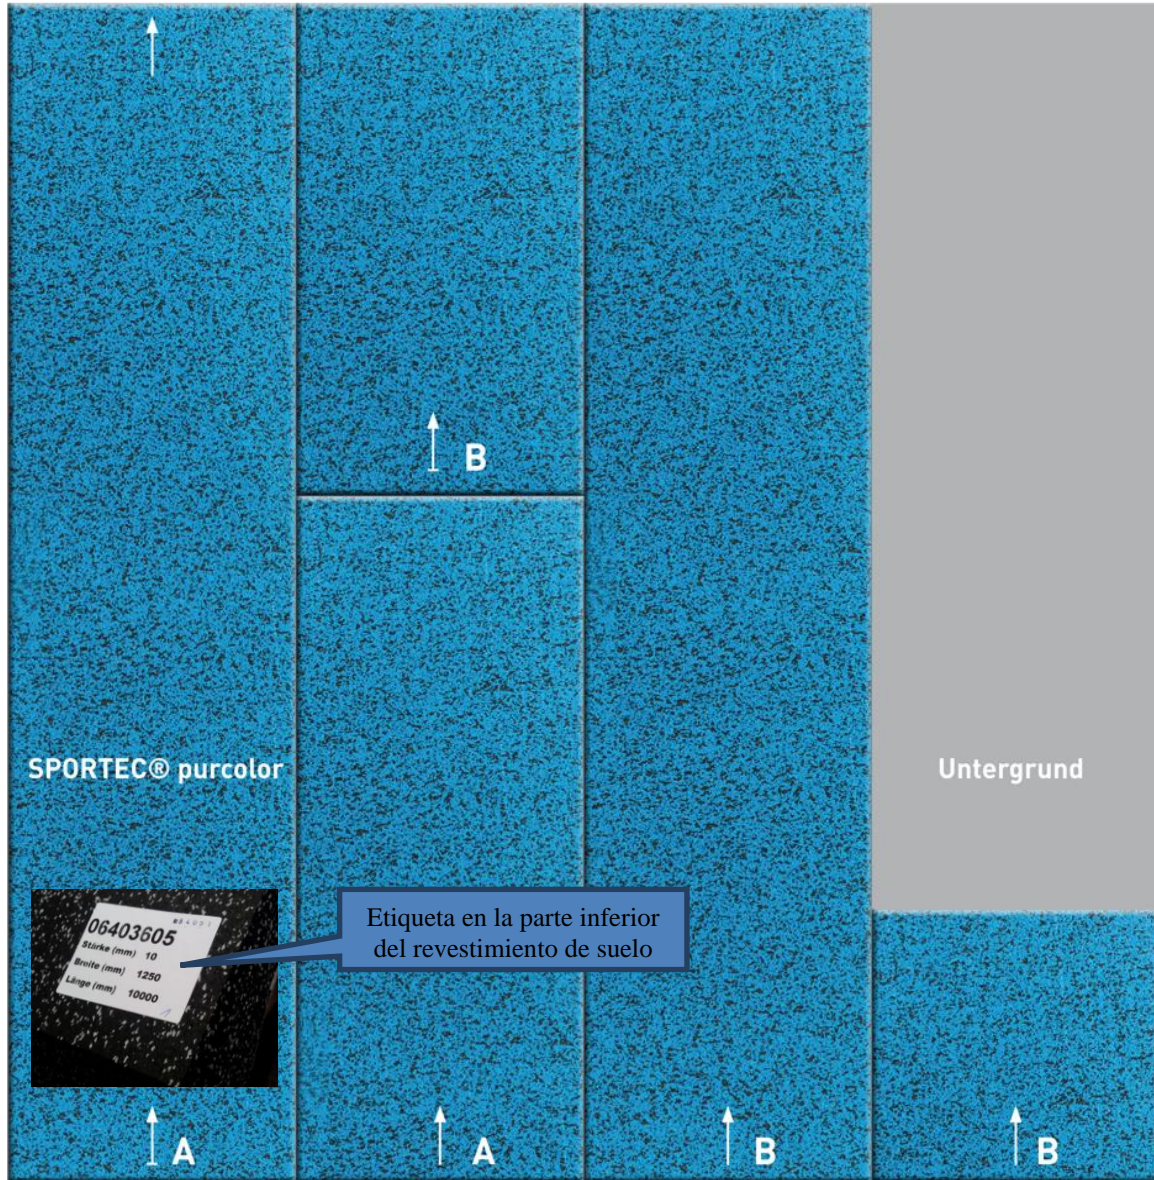 B
SPORTEC® purcolor
Untergrund
06403605
Stärke (mm) 10
Breite (mm) 1250
Länge (mm) 10000
Etiqueta en la parte inferior
del revestimiento de suelo
A
A
B
B